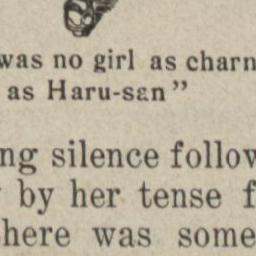 was no girl as charn
as Haru-san”
ng silence follow
by her tense f
here was some